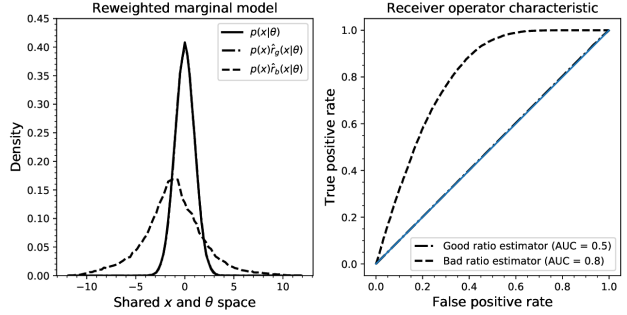 Reweighted marginal model
Density
0.45
0.40
0.35
0.30
0.25
0.20
0.15
0.10
0.05
0.00
−10
−5
0
5
10
Shared x and θ space
p(x|θ)
p(x)r̂g(x|θ)
p(x)r̂b(x|θ)
Receiver operator characteristic
True positive rate
1.0
0.8
0.6
0.4
0.2
0.0
0.0
0.2
0.4
0.6
0.8
1.0
False positive rate
Good ratio estimator (AUC = 0.5)
Bad ratio estimator (AUC = 0.8)